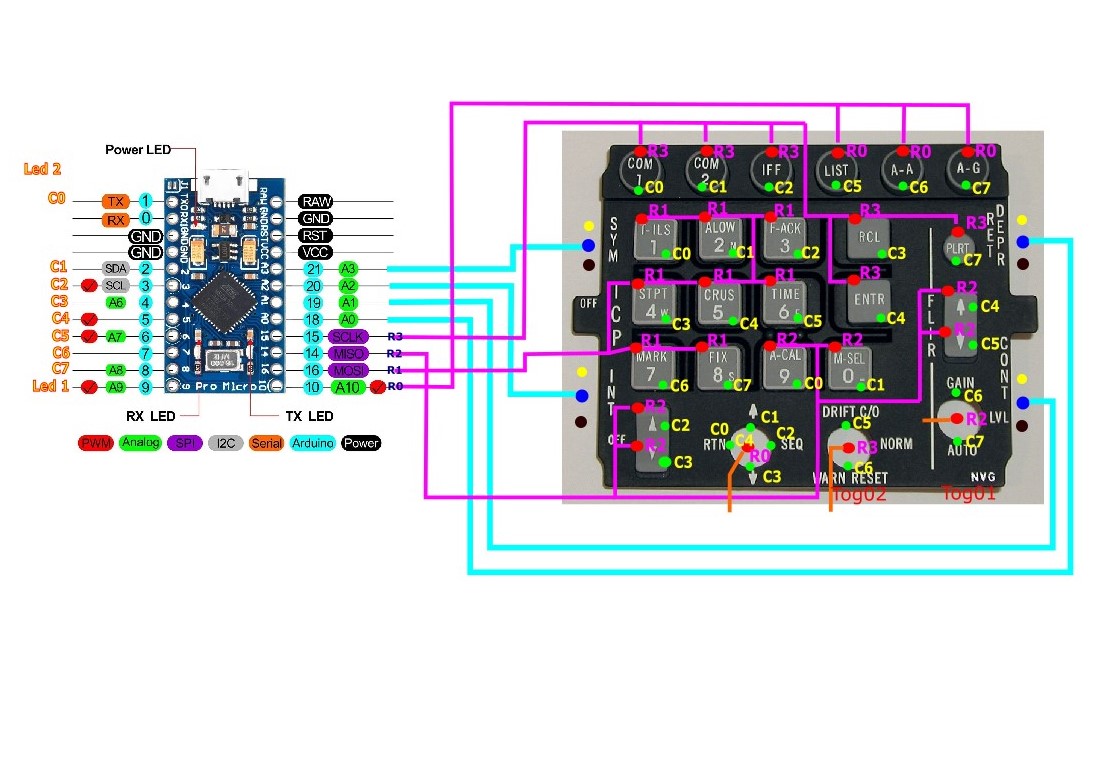 Power LED
Led 2
C0 TX 1 RAW
RX 0 GND
GND RST
GND VCC
C1 SDA 2 21 A3
C2 SCL 3 20 A2
C3 A6 4 19 A1
C4 5 18 A0
C5 A7 6 15 SCLK R3
C6 7 14 MISO R2
C7 A8 8 16 MOSI R1
Led 1 A9 9 10 A10 R0
Pro Micro
RX LED TX LED
PWM Analog SPI I2C Serial Arduino Power
R3 R3 R3 R0 R0 R0
COM 1 COM 2 IFF LIST A-A A-G
C0 C1 C2 C5 C6 C7
SYM
R1 R1 R1 R3 R3
T-ILS 1 ALOW 2 N F-ACK 3 RCL PLRT
C0 C1 C2 C3 C7
RET DEPR
OFF
ICP
R1 R1 R1 R3 R2
STPT 4 W CRUS 5 TIME 6 E ENTR
C3 C4 C5 C4 C4
FLIR
R2
C5
CONT
INT
R1 R1 R2 R2
MARK 7 FIX 8 S A-CAL 9 M-SEL 0
C6 C7 C0 C1
GAIN
C6
R2 LVL
C7
AUTO
R2
C2
OFF R2
C3
C1
C0 C2
RTN C4 SEQ
R0
C3
DRIFT C/O
C5
R3 NORM
C6
WARN RESET
NVG
Tog02 Tog01